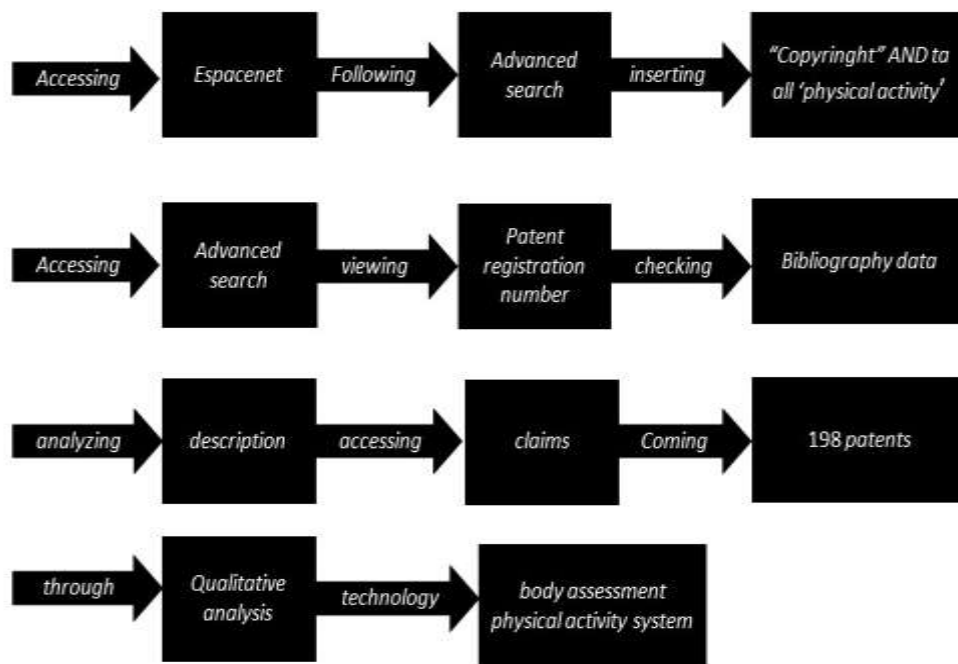 Accessing
Espacenet
Following
Advanced
search
inserting
“Copyringht” AND ta
all ‘physical activity’
Accessing
Advanced
search
viewing
Patent
registration
number
checking
Bibliography data
analyzing
description
accessing
claims
Coming
198 patents
through
Qualitative
analysis
technology
body assessment
physical activity system